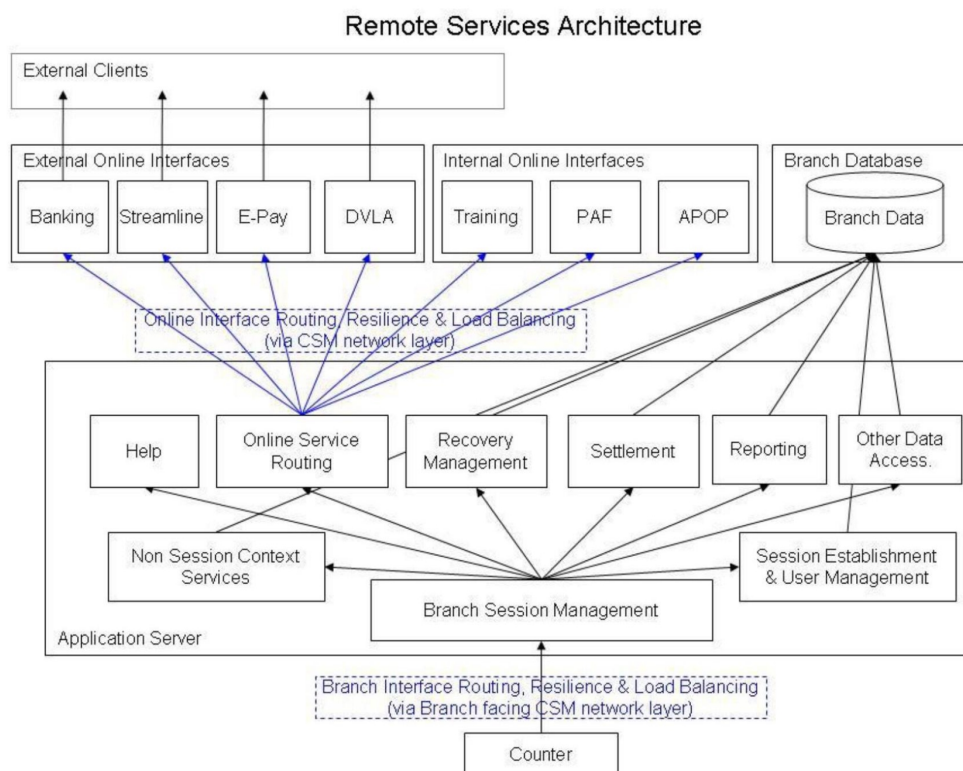 Remote Services Architecture
External Clients
External Online Interfaces
Internal Online Interfaces
Branch Database
Banking
Streamline
E-Pay
DVLA
Training
PAF
APOP
Branch Data
Online Interface Routing, Resilience & Load Balancing
(via CSM network layer)
Help
Online Service
Routing
Recovery
Management
Settlement
Reporting
Other Data
Access.
Non Session Context
Services
Session Establishment
& User Management
Branch Session Management
Application Server
Branch Interface Routing, Resilience & Load Balancing
(via Branch facing CSM network layer)
Counter